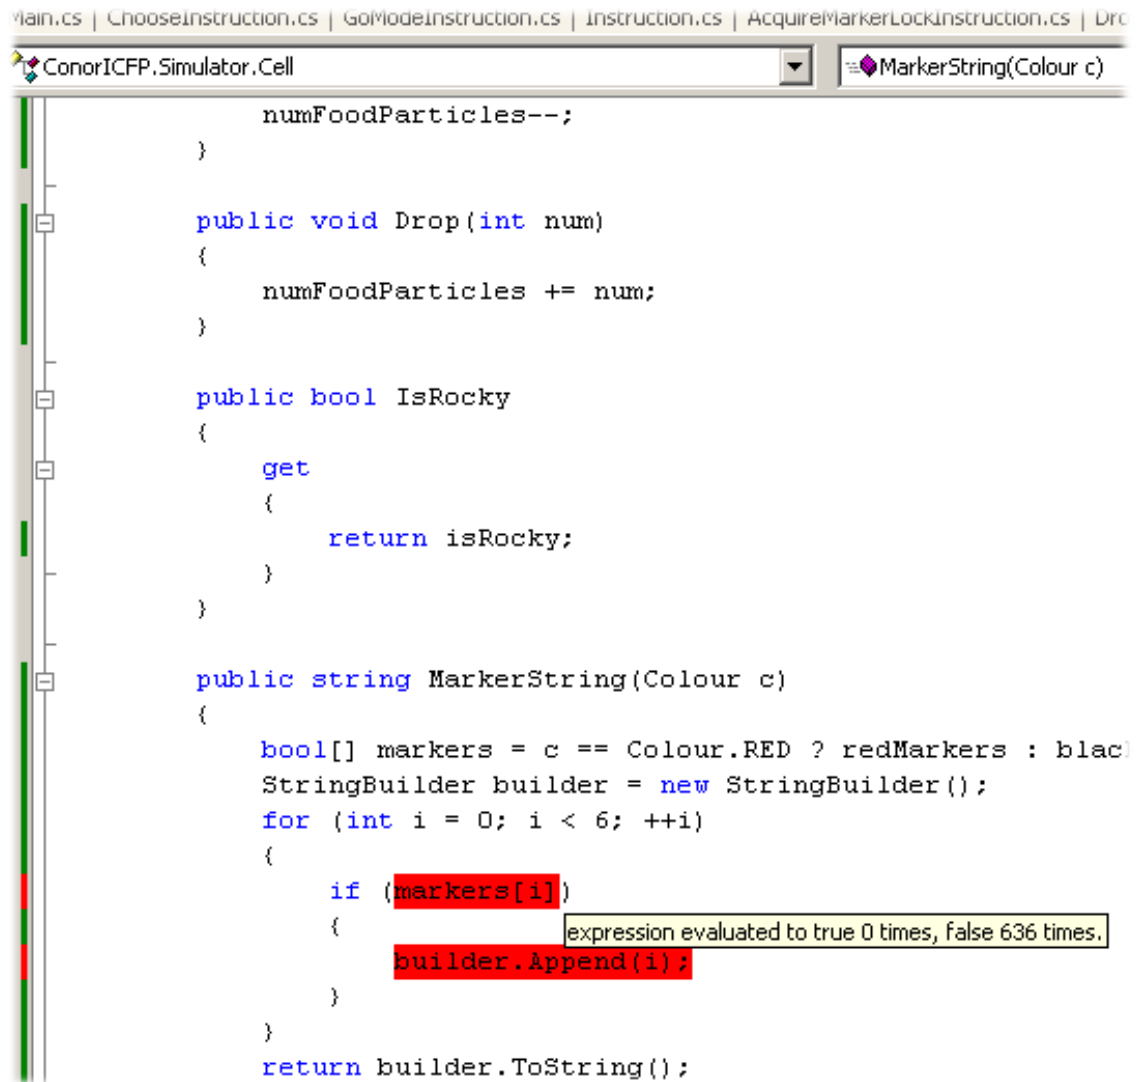 Main.cs | ChooseInstruction.cs | GoModeInstruction.cs | Instruction.cs | AcquireMarkerLockInstruction.cs | Dro
ConorICFP.Simulator.Cell MarkerString(Colour c)
numFoodParticles--;
}
public void Drop(int num)
{
numFoodParticles += num;
}
public bool IsRocky
{
get
{
return isRocky;
}
}
public string MarkerString(Colour c)
{
bool[] markers = c == Colour.RED ? redMarkers : blac
StringBuilder builder = new StringBuilder();
for (int i = 0; i < 6; ++i)
{
if (markers[i])
{
expression evaluated to true 0 times, false 636 times.
builder.Append(i);
}
}
return builder.ToString();